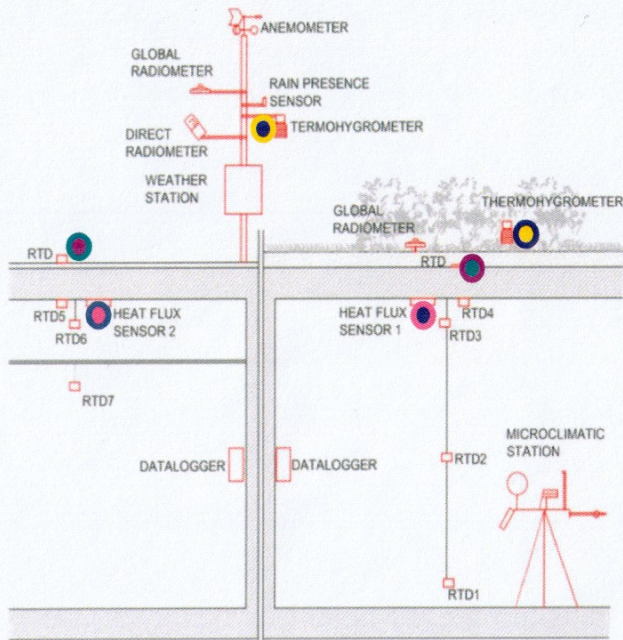 ANEMOMETER
GLOBAL
RADIOMETER
RAIN PRESENCE
SENSOR
DIRECT
RADIOMETER
TERMOHYGROMETER
WEATHER
STATION
GLOBAL
RADIOMETER
THERMOHYGROMETER
RTD
RTD
RTD5
RTD6
HEAT FLUX
SENSOR 2
HEAT FLUX
SENSOR 1
RTD4
RTD3
RTD7
DATALOGGER
DATALOGGER
RTD2
MICROCLIMATIC
STATION
RTD1